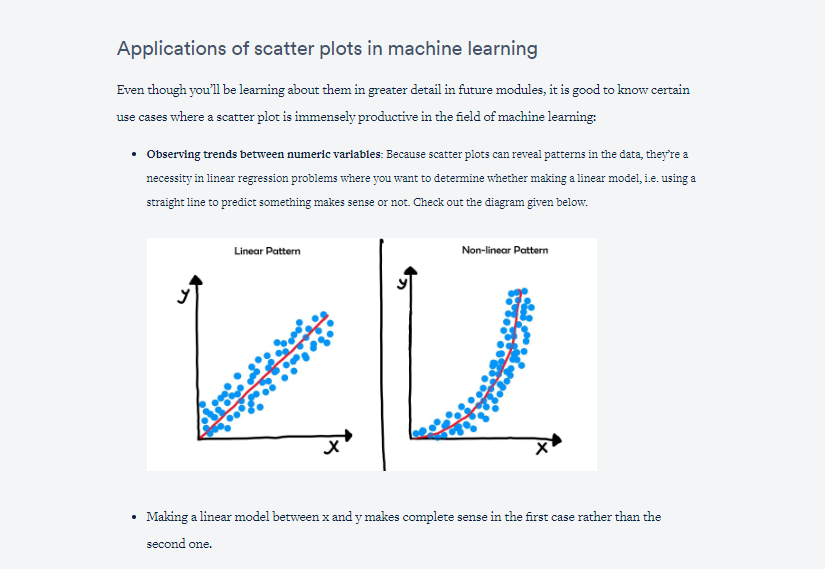 Applications of scatter plots in machine learning
Even though you'll be learning about them in greater detail in future modules, it is good to know certain
use cases where a scatter plot is immensely productive in the field of machine learning:
• Observing trends between numeric variables: Because scatter plots can reveal patterns in the data, they're a
necessity in linear regression problems where you want to determine whether making a linear model, i.e. using a
straight line to predict something makes sense or not. Check out the diagram given below.
Linear Pattern
y
x
Non-linear Pattern
y
x
• Making a linear model between x and y makes complete sense in the first case rather than the
second one.